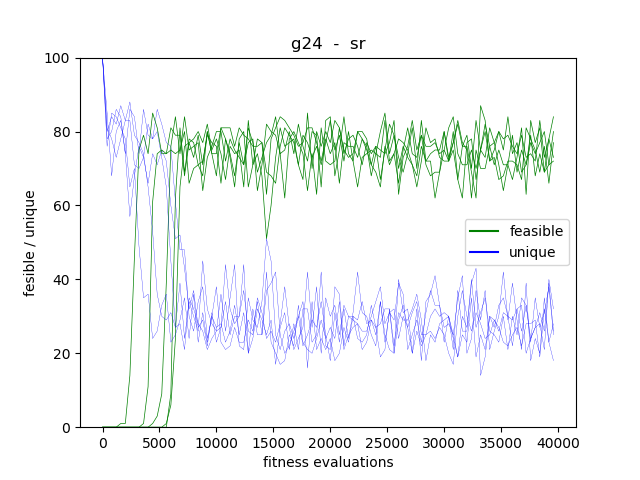 g24 - sr
100
80
60
40
20
0
fesible / unique
feasible
unique
0 5000 10000 15000 20000 25000 30000 35000 40000
fitness evaluations